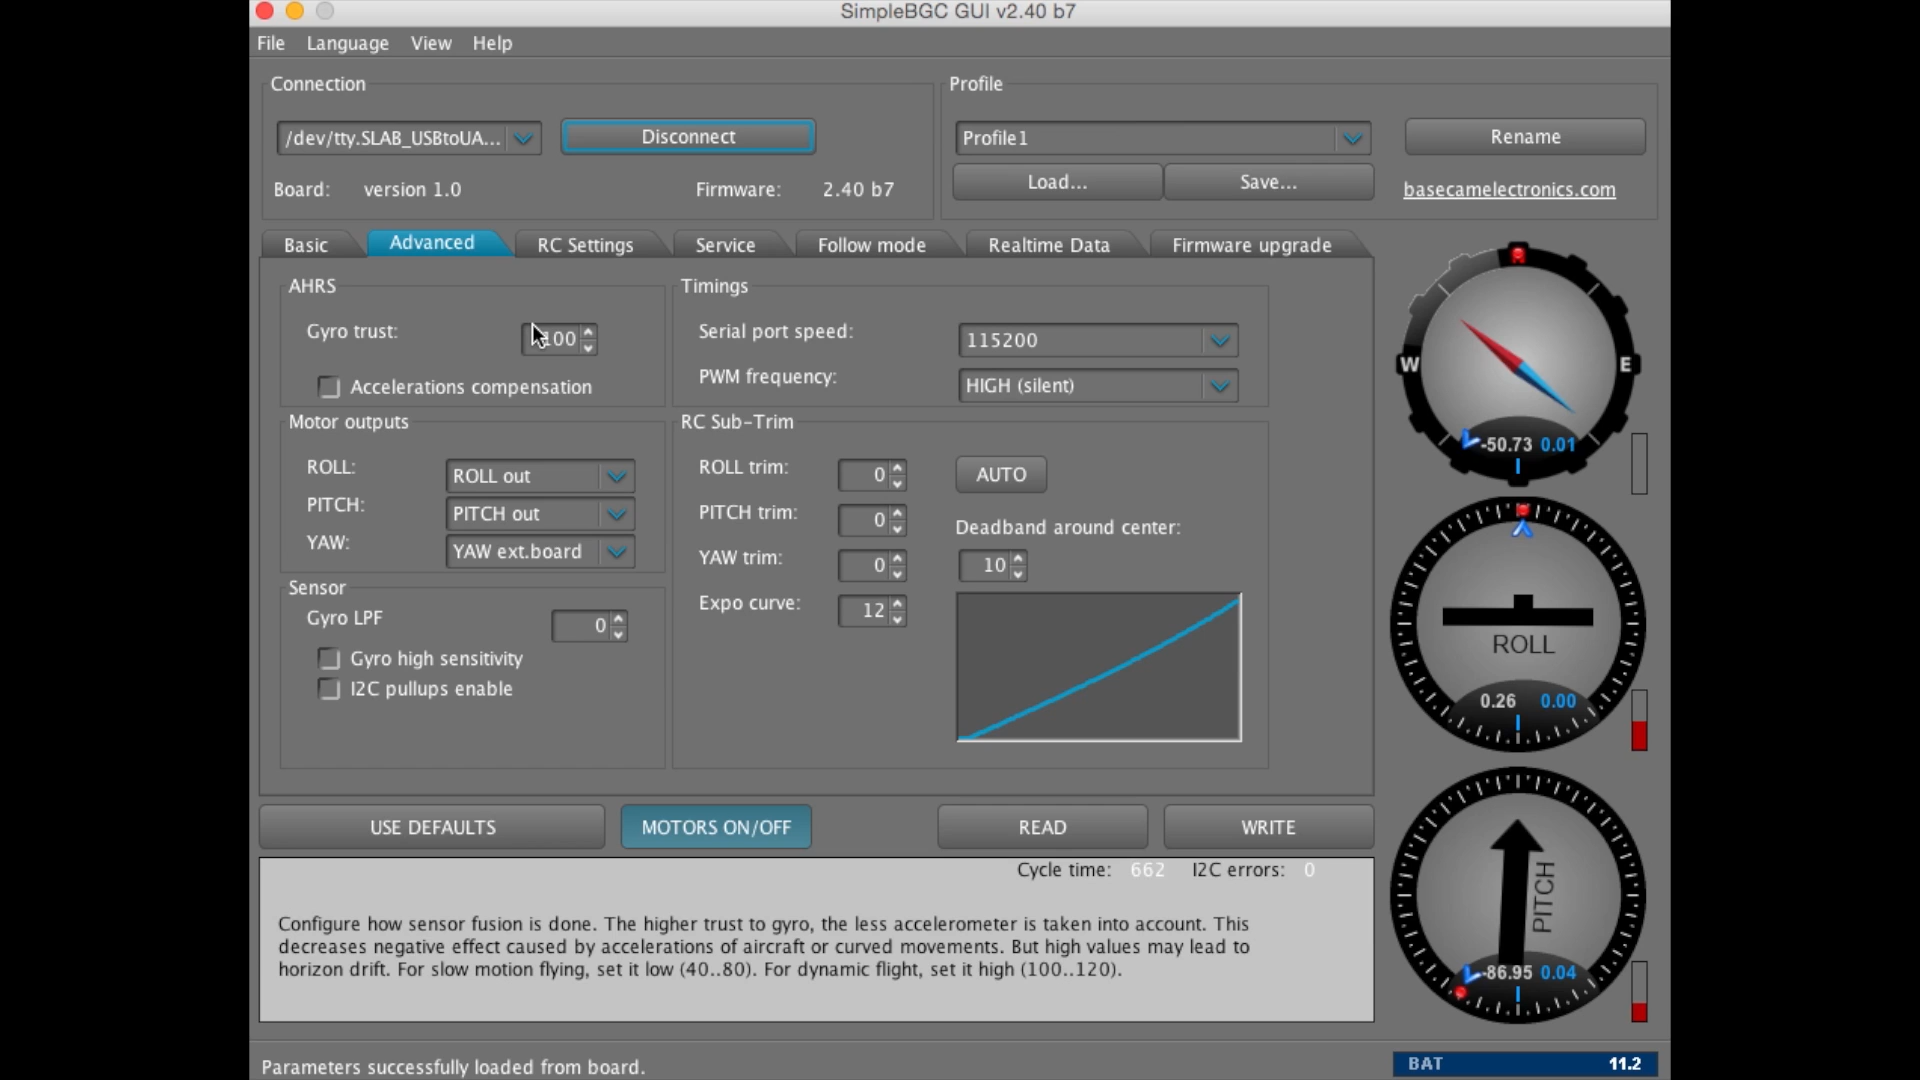 SimpleBGC GUI v2.40 b7
File Language View Help
Connection
Profile
/dev/tty.SLAB_USBtoUA...
Disconnect
Profile1
Rename
Load...
Save...
Board: version 1.0
Firmware: 2.40 b7
basecamelectronics.com
Basic
Advanced
RC Settings
Service
Follow mode
Realtime Data
Firmware upgrade
AHRS
Gyro trust: 100
Accelerations compensation
Timings
Serial port speed: 115200
PWM frequency: HIGH (silent)
Motor outputs
ROLL: ROLL out
PITCH: PITCH out
YAW: YAW ext.board
RC Sub-Trim
ROLL trim: 0
AUTO
PITCH trim: 0
Deadband around center:
YAW trim: 0
10
Expo curve: 12
Sensor
Gyro LPF 0
Gyro high sensitivity
I2C pullups enable
W E
-50.73 0.01
ROLL
0.26 0.00
PITCH
-86.95 0.04
USE DEFAULTS
MOTORS ON/OFF
READ
WRITE
Cycle time: 662 I2C errors: 0
Configure how sensor fusion is done. The higher trust to gyro, the less accelerometer is taken into account. This
decreases negative effect caused by accelerations of aircraft or curved movements. But high values may lead to
horizon drift. For slow motion flying, set it low (40..80). For dynamic flight, set it high (100..120).
Parameters successfully loaded from board.
BAT 11.2